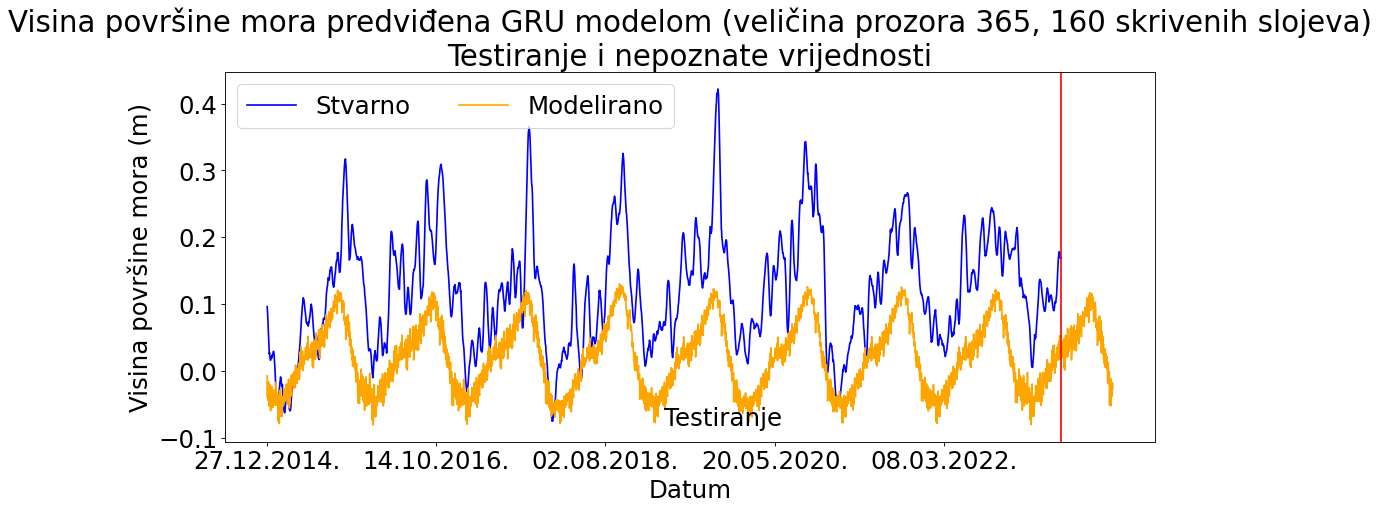 Visina površine mora predviđena GRU modelom (veličina prozora 365, 160 skrivenih slojeva)
Testiranje i nepoznate vrijednosti
Stvarno Modelirano
Visina površine mora (m)
0.4
0.3
0.2
0.1
0.0
−0.1
Testiranje
27.12.2014. 14.10.2016. 02.08.2018. 20.05.2020. 08.03.2022.
Datum